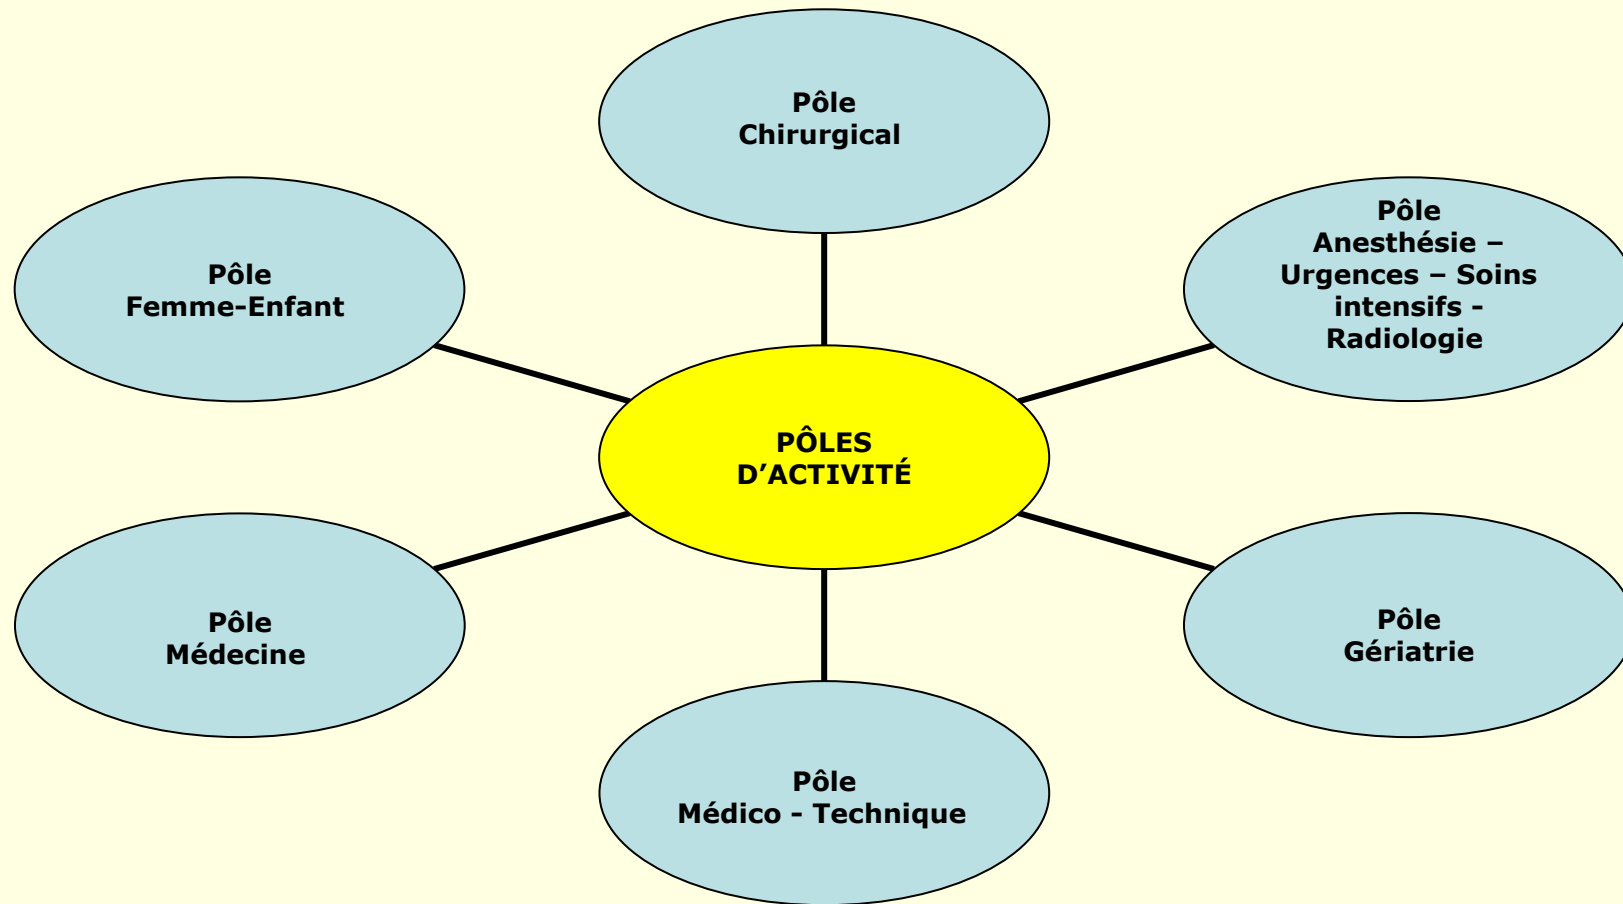 Pôle
Chirurgical
Pôle
Anesthésie –
Urgences – Soins
intensifs -
Radiologie
Pôle
Femme-Enfant
PÔLES
D’ACTIVITÉ
Pôle
Médecine
Pôle
Gériatrie
Pôle
Médico - Technique